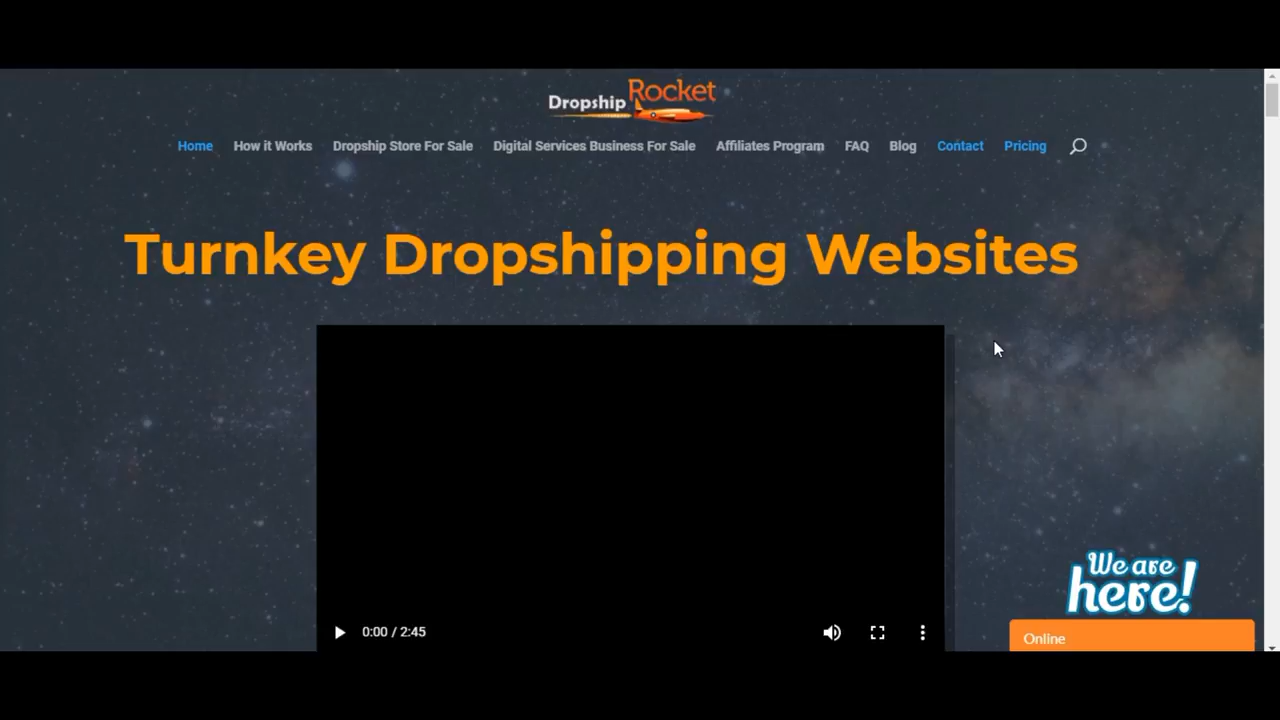 Dropship Rocket
Home How it Works Dropship Store For Sale Digital Services Business For Sale Affiliates Program FAQ Blog Contact Pricing
Turnkey Dropshipping Websites
0:00 / 2:45
We are
here!
Online